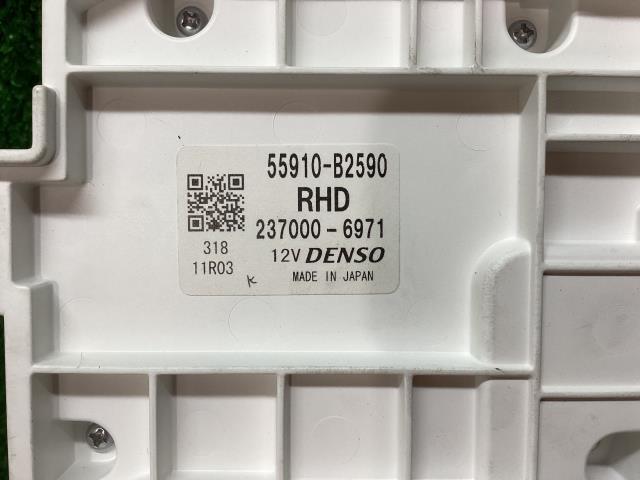 55910-B2590
RHD
237000-6971
318
12V DENSO
11R03
K
MADE IN JAPAN